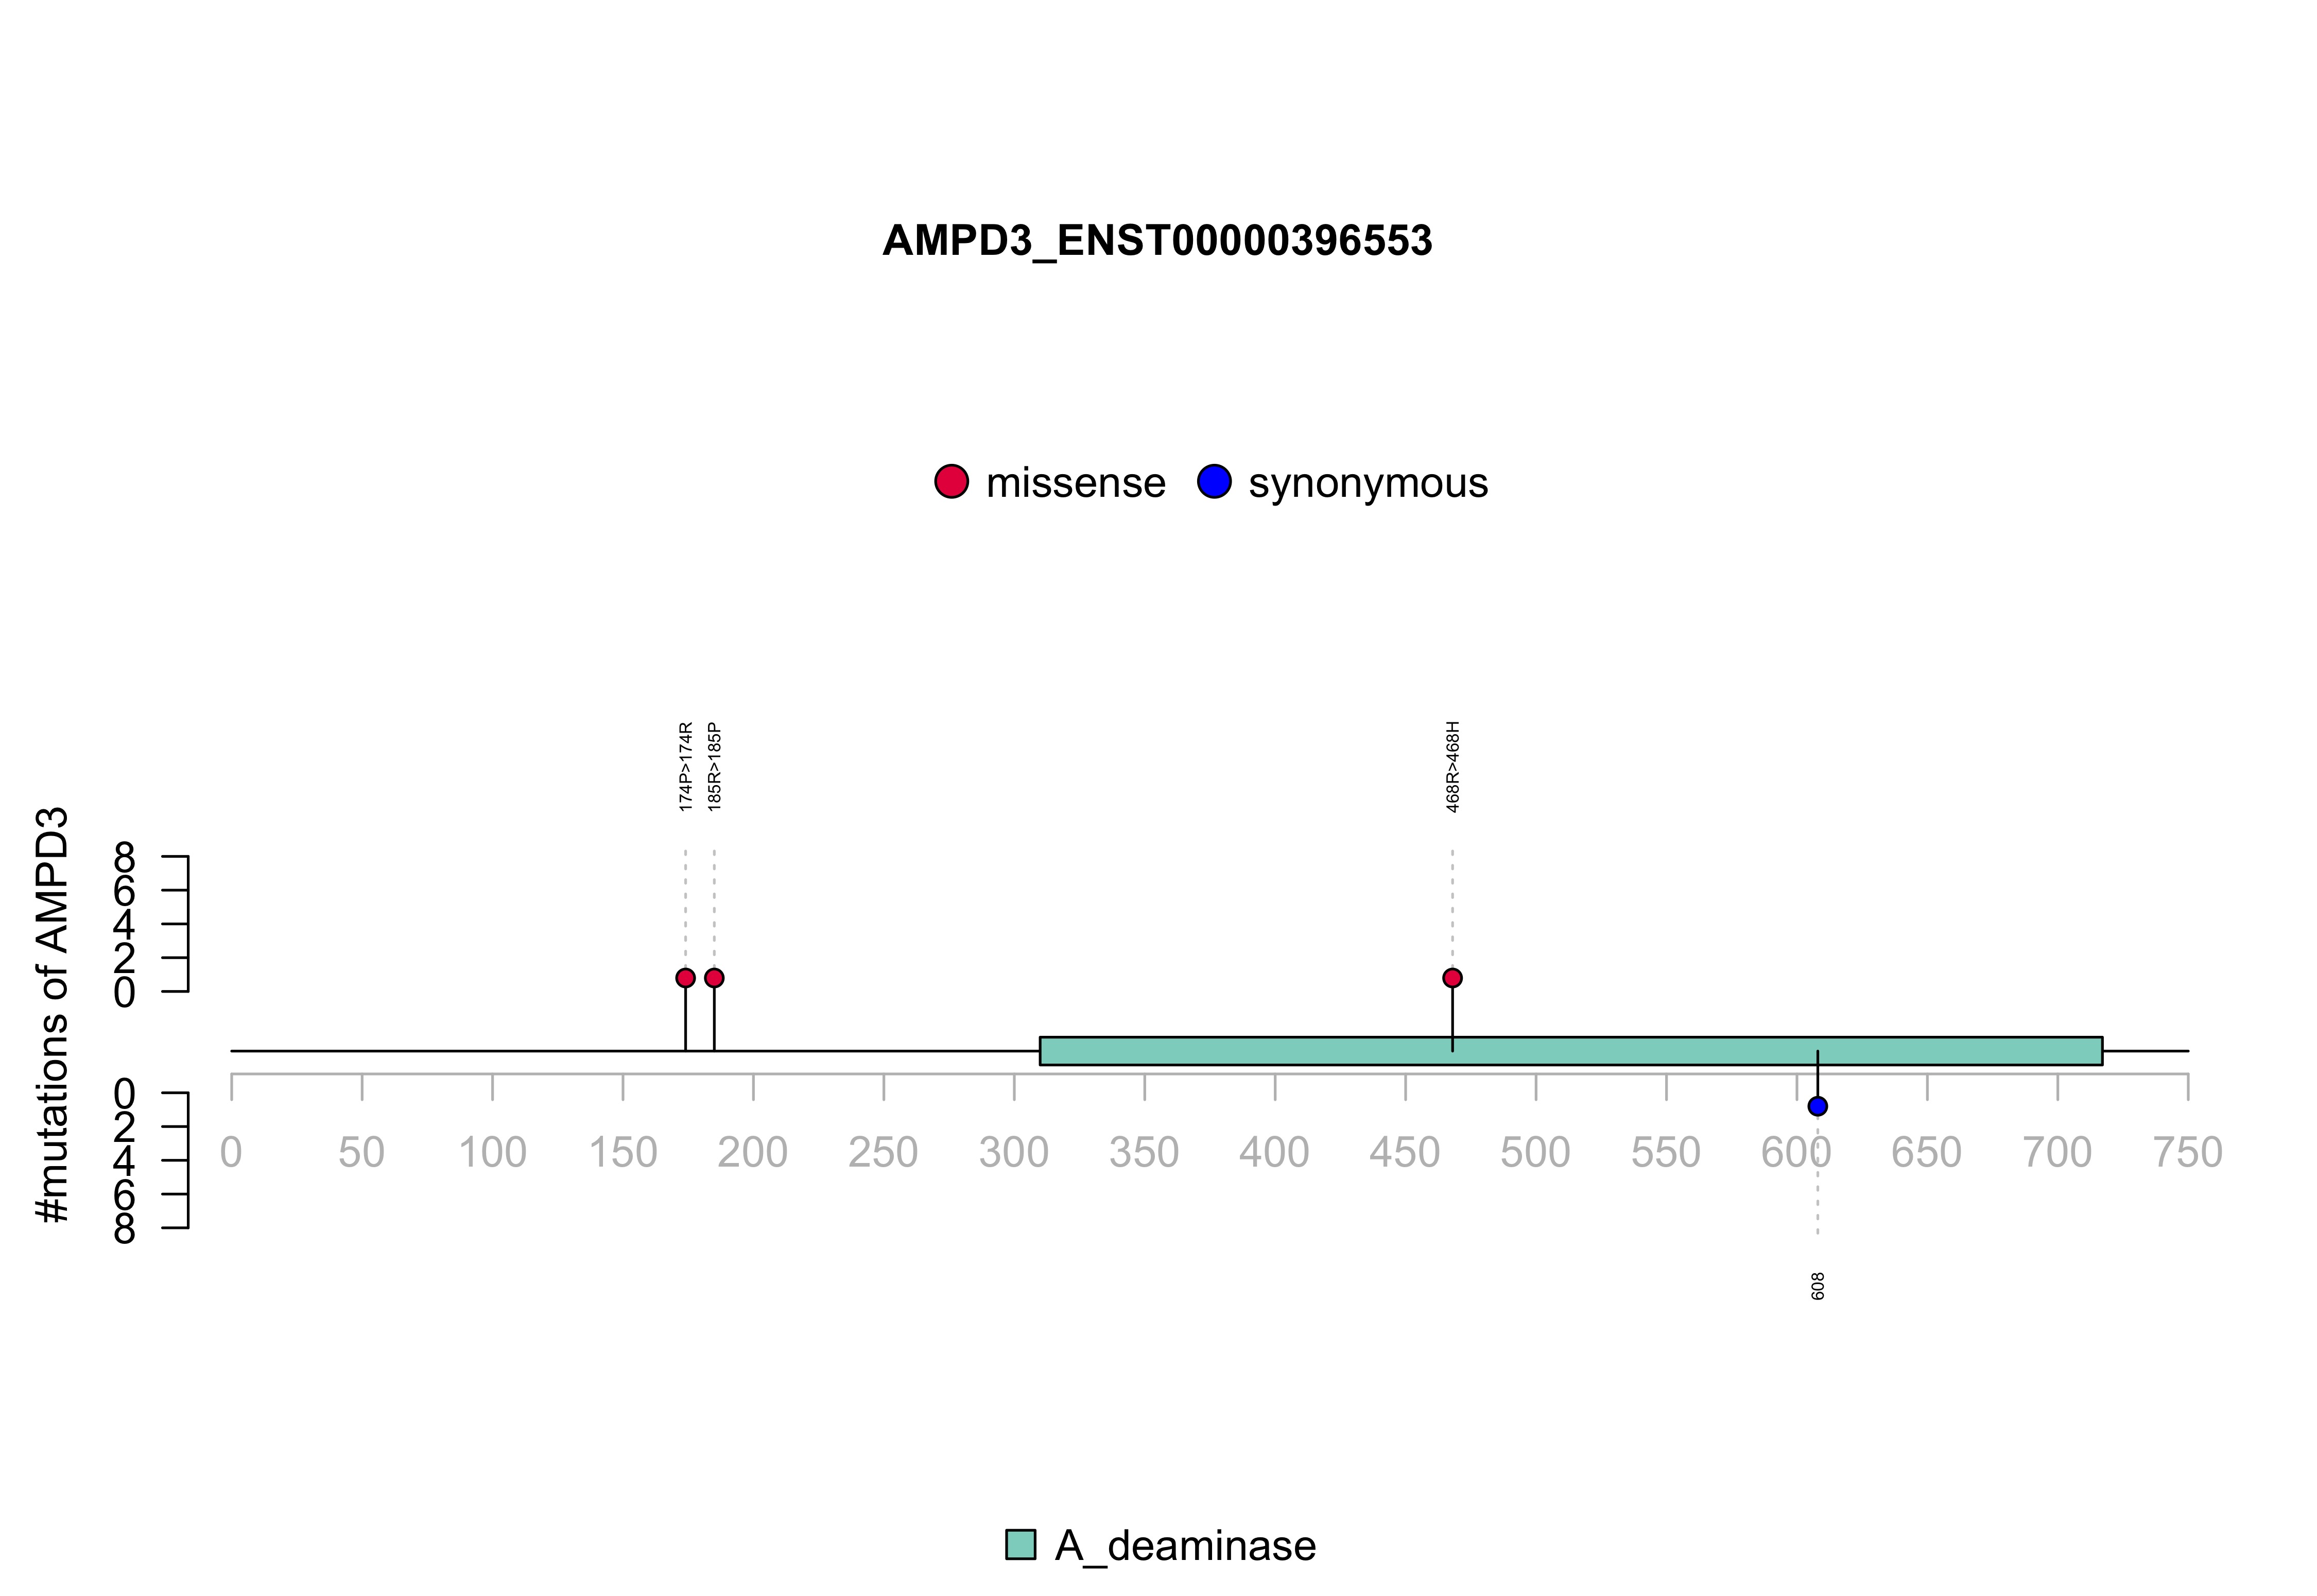 AMPD3_ENST00000396553
missense synonymous
174P>174R
185R>185P
468R>468H
#mutations of AMPD3
8
6
4
2
0
0
2
4
6
8
0 50 100 150 200 250 300 350 400 450 500 550 600 650 700 750
608
A_deaminase